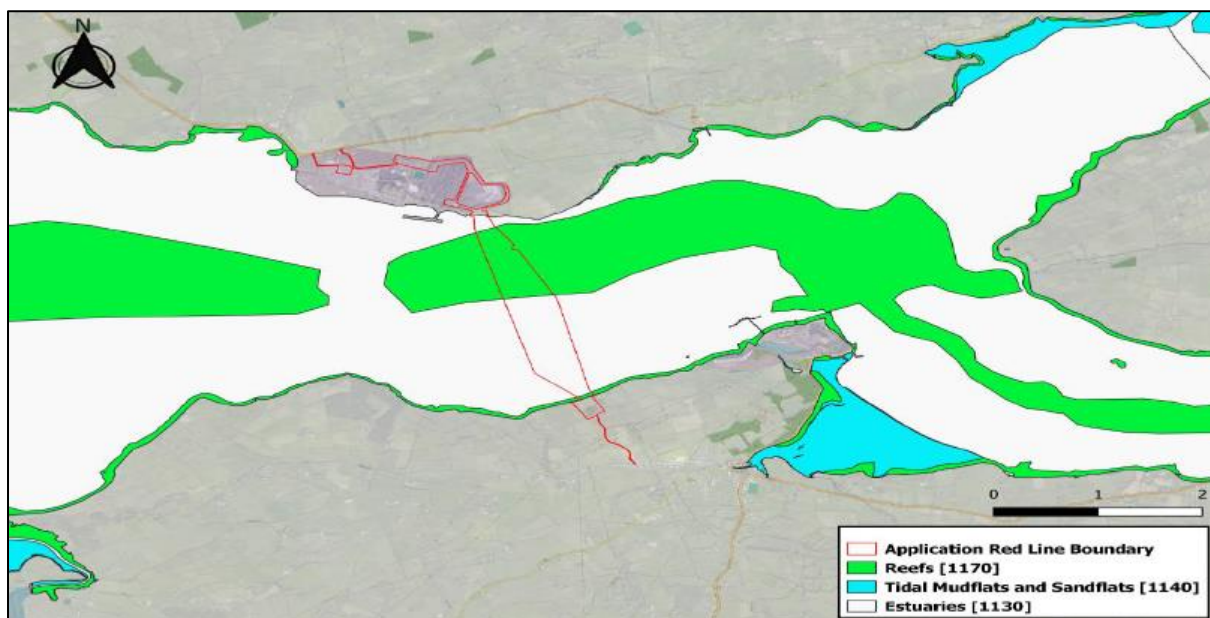 N
0 1 2
Application Red Line Boundary
Reefs [1170]
Tidal Mudflats and Sandflats [1140]
Estuaries [1130]